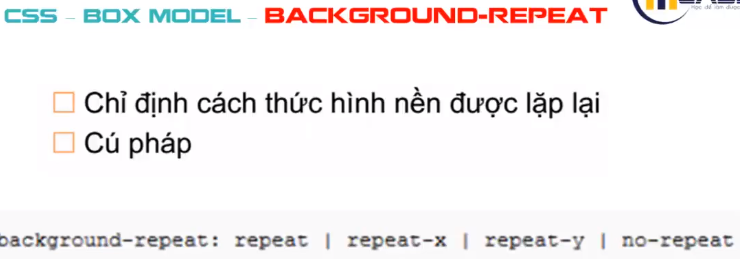 CSS - BOX MODEL - BACKGROUND-REPEAT
Chỉ định cách thức hình nền được lặp lại
Cú pháp
background-repeat: repeat | repeat-x | repeat-y | no-repeat